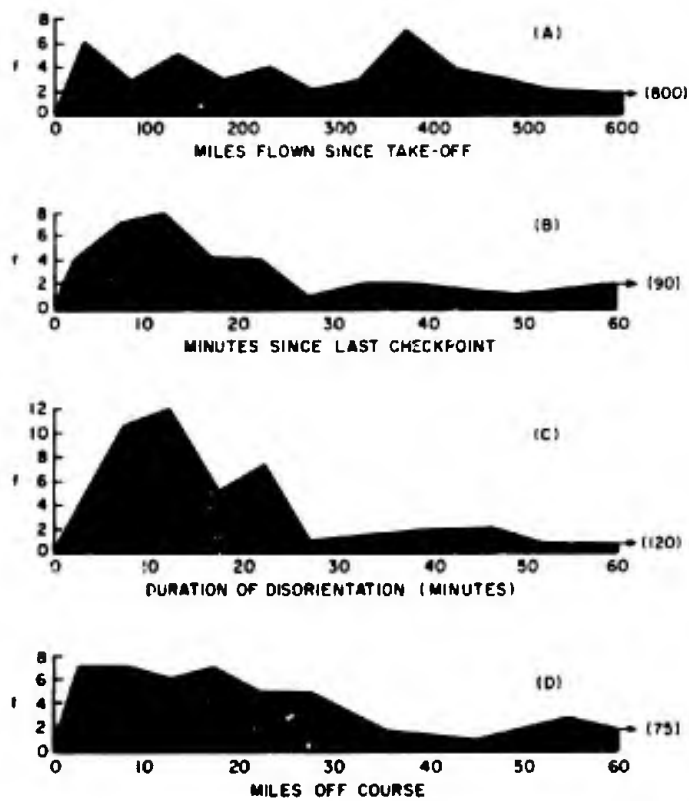 8
6
4
2
0
f
(A)
(800)
0 100 200 300 400 500 600
MILES FLOWN SINCE TAKE-OFF
8
6
4
2
0
f
(B)
(90)
0 10 20 30 40 50 60
MINUTES SINCE LAST CHECKPOINT
12
10
8
6
4
2
0
f
(C)
(120)
0 10 20 30 40 50 60
DURATION OF DISORIENTATION (MINUTES)
8
6
4
2
0
f
(D)
(75)
0 10 20 30 40 50 60
MILES OFF COURSE